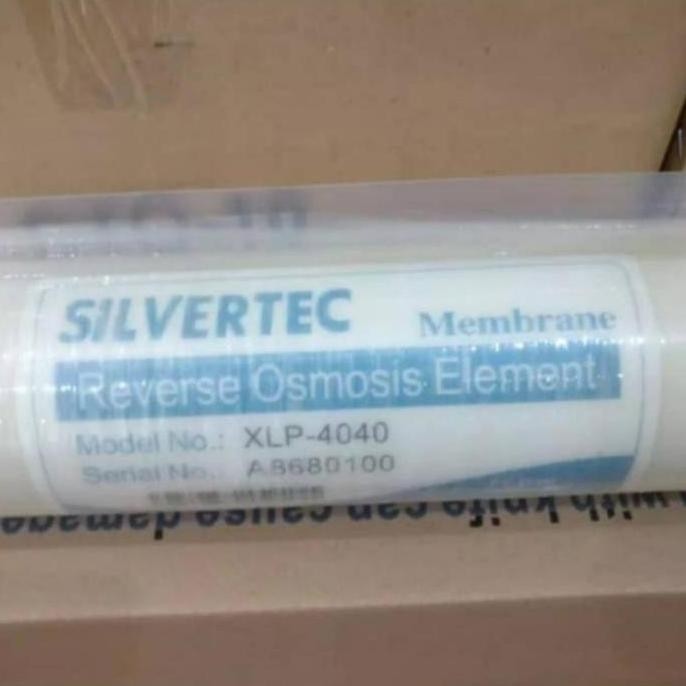 SILVERTEC Membrane
Reverse Osmosis Element
Model No.: XLP-4040
Serial No.: A8680100
with knife can cause damage